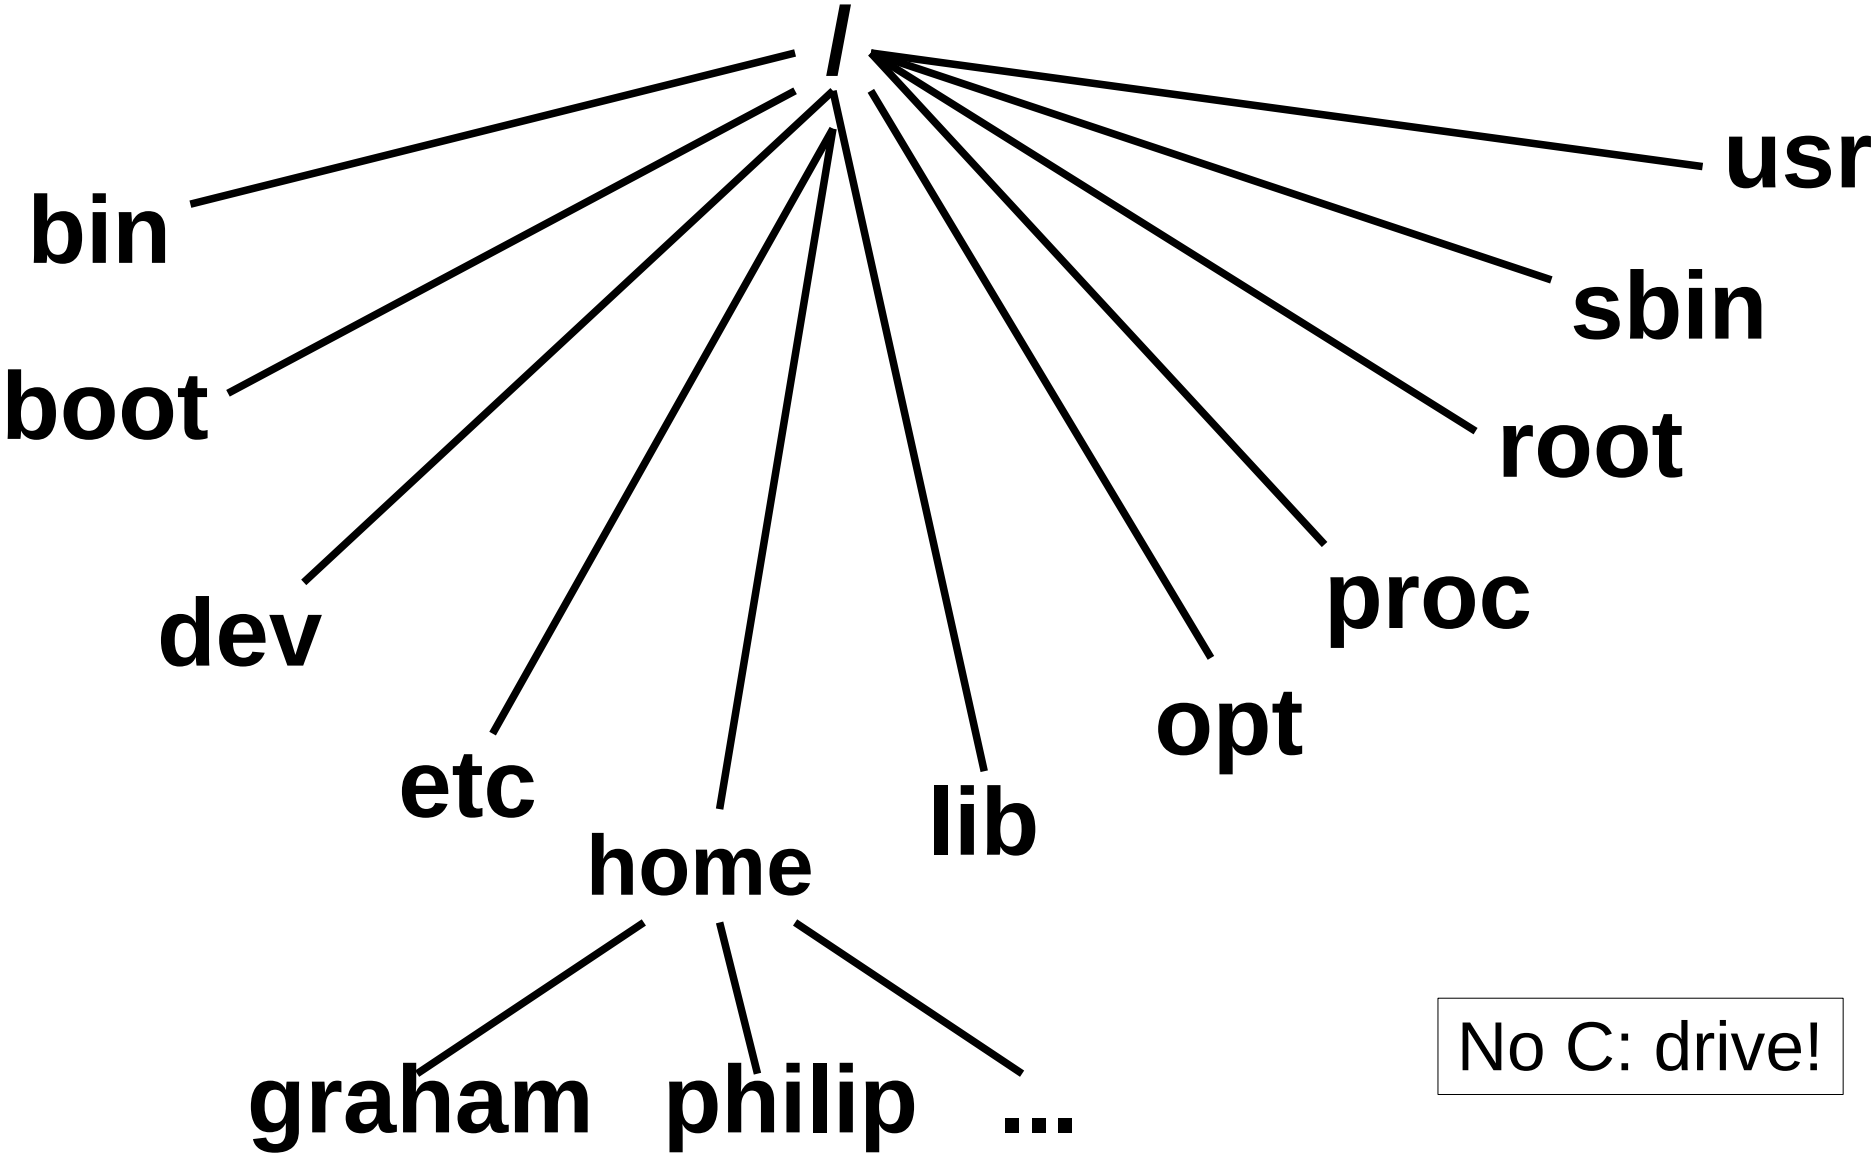 /
usr
bin
sbin
boot
root
proc
dev
opt
etc
lib
home
No C: drive!
graham philip ...